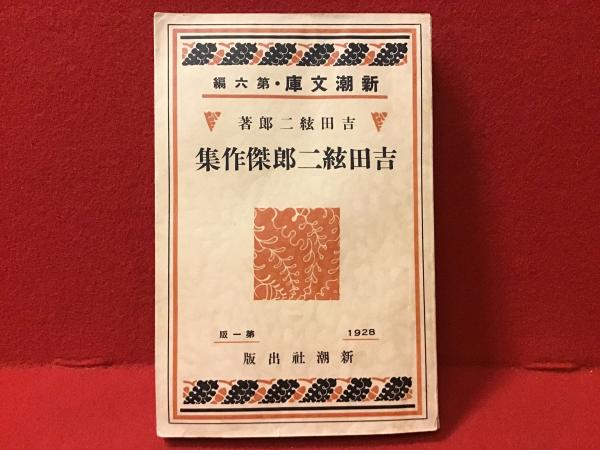 新潮文庫・第六編
吉田絃二郎著
吉田絃二郎傑作集
1928
第一版
新潮社出版